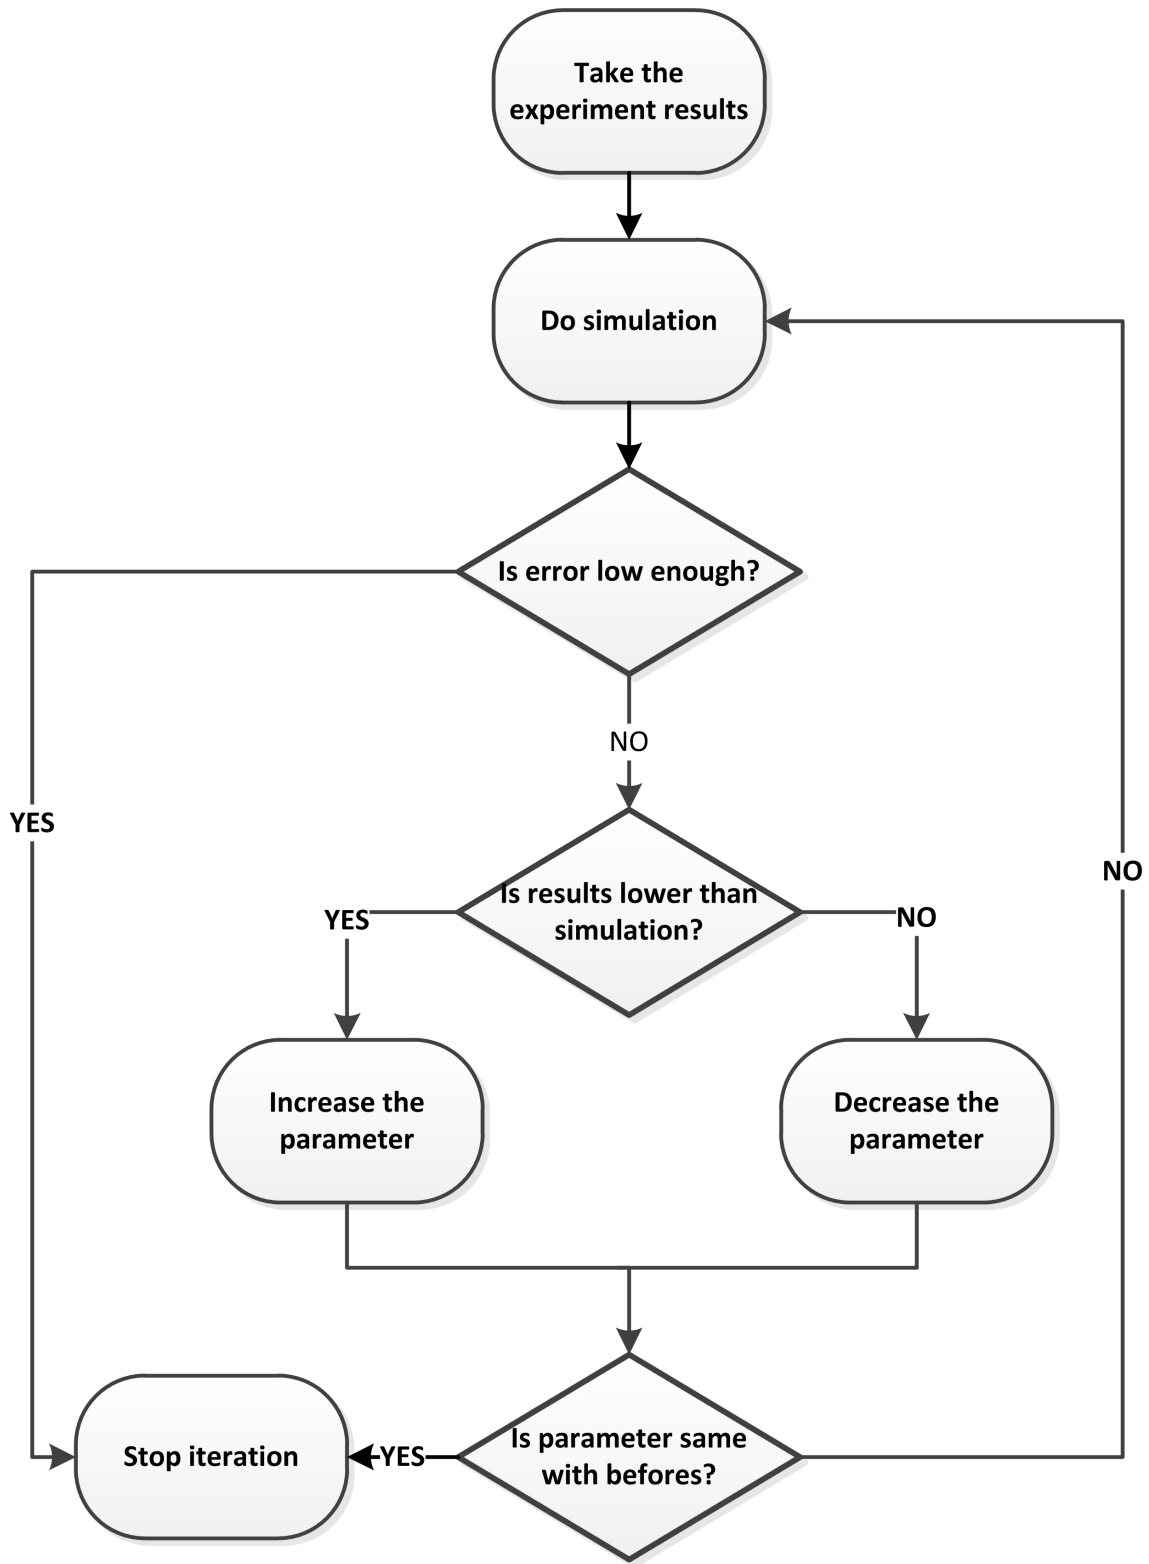 Take the
experiment results
Do simulation
Is error low enough?
NO
YES
NO
Is results lower than
simulation?
YES
NO
Increase the
parameter
Decrease the
parameter
Is parameter same
with befores?
YES
Stop iteration